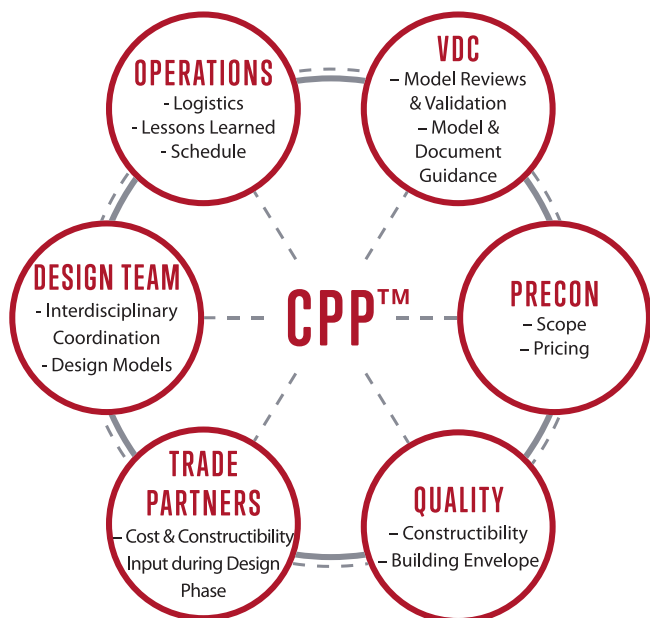 OPERATIONS
- Logistics
- Lessons Learned
- Schedule
VDC
– Model Reviews
& Validation
– Model &
Document
Guidance
DESIGN TEAM
- Interdisciplinary
Coordination
- Design Models
CPP™
PRECON
– Scope
– Pricing
TRADE
PARTNERS
– Cost & Constructibility
Input during Design
Phase
QUALITY
– Constructibility
– Building Envelope